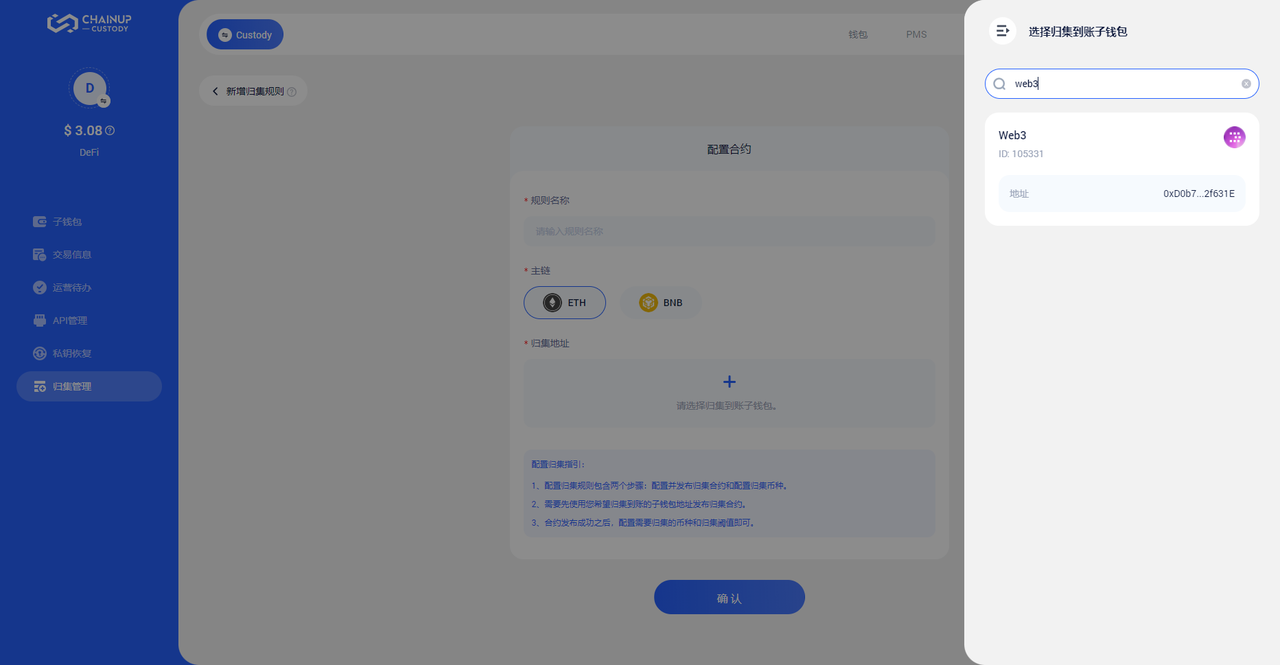 CHAINUP
CUSTODY
D
$ 3.08
DeFi
子钱包
交易信息
运营待办
API管理
私钥恢复
归集管理
Custody
钱包
PMS
新增归集规则
配置合约
* 规则名称
请输入规则名称
* 主链
ETH
BNB
* 归集地址
+
请选择归集到账子钱包。
配置归集指引:
1、配置归集规则包含两个步骤：配置并发布归集合约和配置归集币种。
2、需要先使用您希望归集到账的子钱包地址发布归集合约。
3、合约发布成功之后，配置需要归集的币种和归集阈值即可。
确 认
选择归集到账子钱包
web3
Web3
ID: 105331
地址
0xD0b7...2f631E